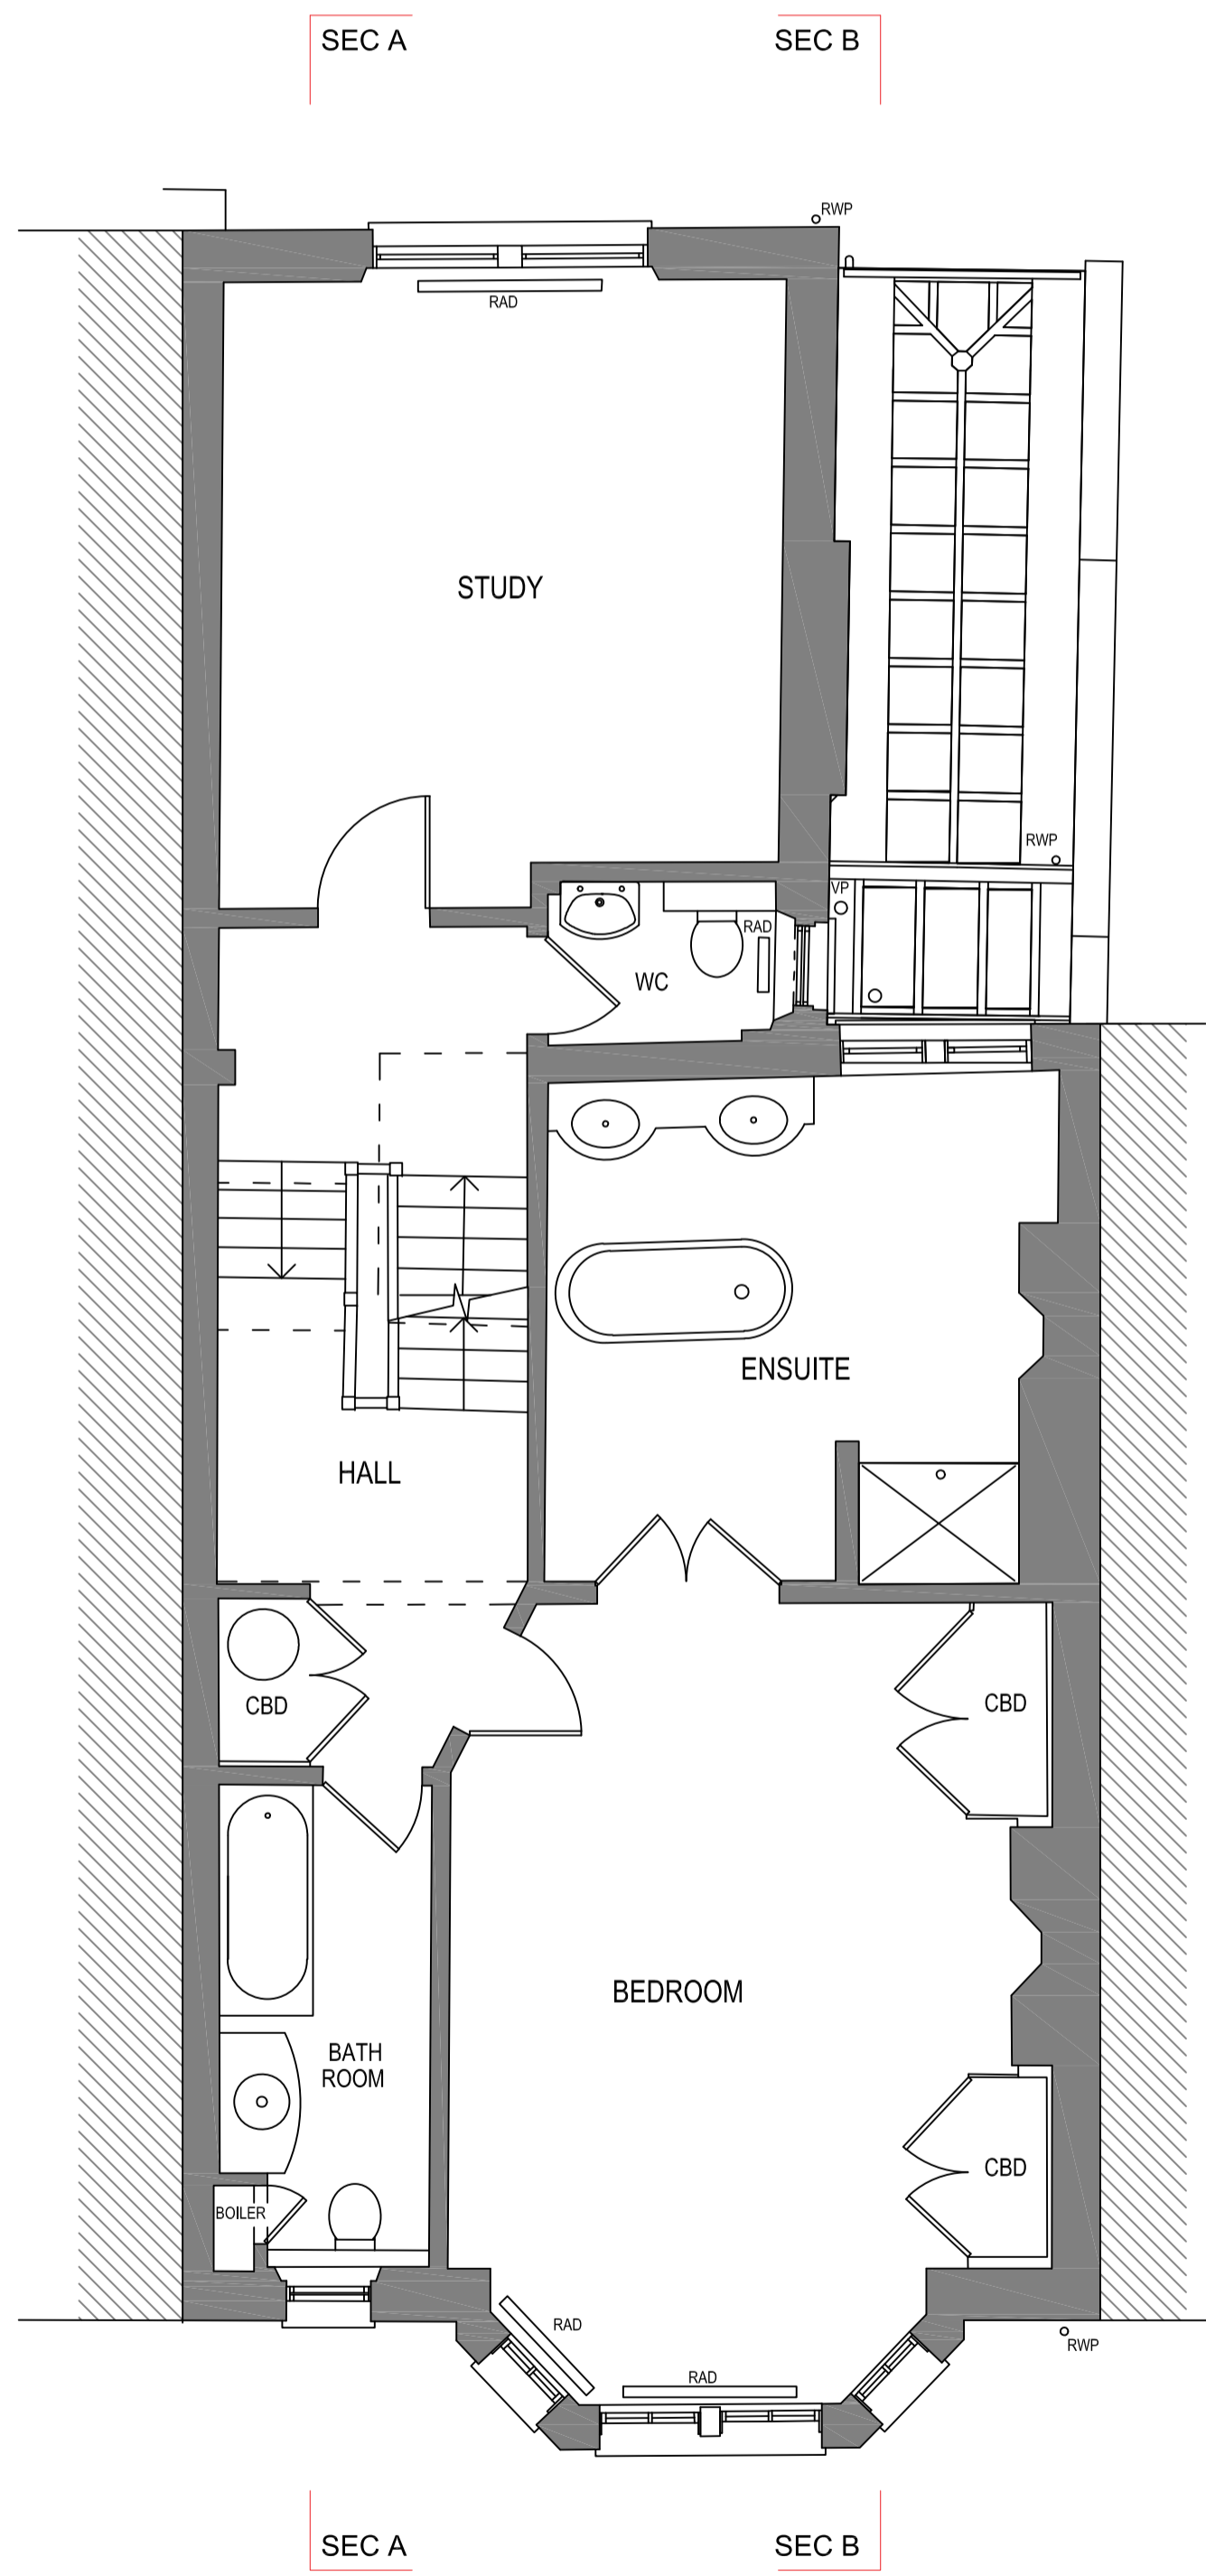 SEC A
SEC B
RWP
RAD
STUDY
RWP
VP
RAD
WC
ENSUITE
HALL
CBD
CBD
BEDROOM
BATH
ROOM
CBD
BOILER
RAD
RWP
RAD
SEC A
SEC B